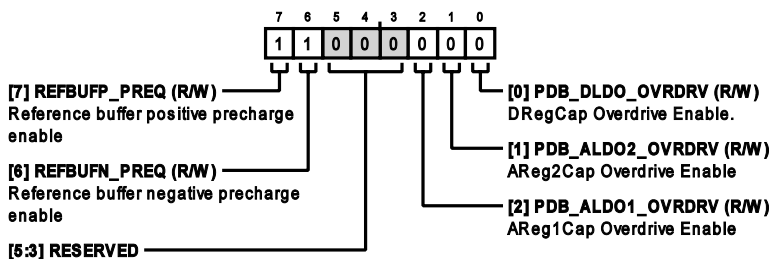 7 6 5 4 3 2 1 0
1 1 0 0 0 0 0 0
[7] REFBUFP_PREQ (R/W)
Reference buffer positive precharge
enable
[6] REFBUFN_PREQ (R/W)
Reference buffer negative precharge
enable
[5:3] RESERVED
[0] PDB_DLDO_OVRDRV (R/W)
DRegCap Overdrive Enable.
[1] PDB_ALDO2_OVRDRV (R/W)
AReg2Cap Overdrive Enable
[2] PDB_ALDO1_OVRDRV (R/W)
AReg1Cap Overdrive Enable